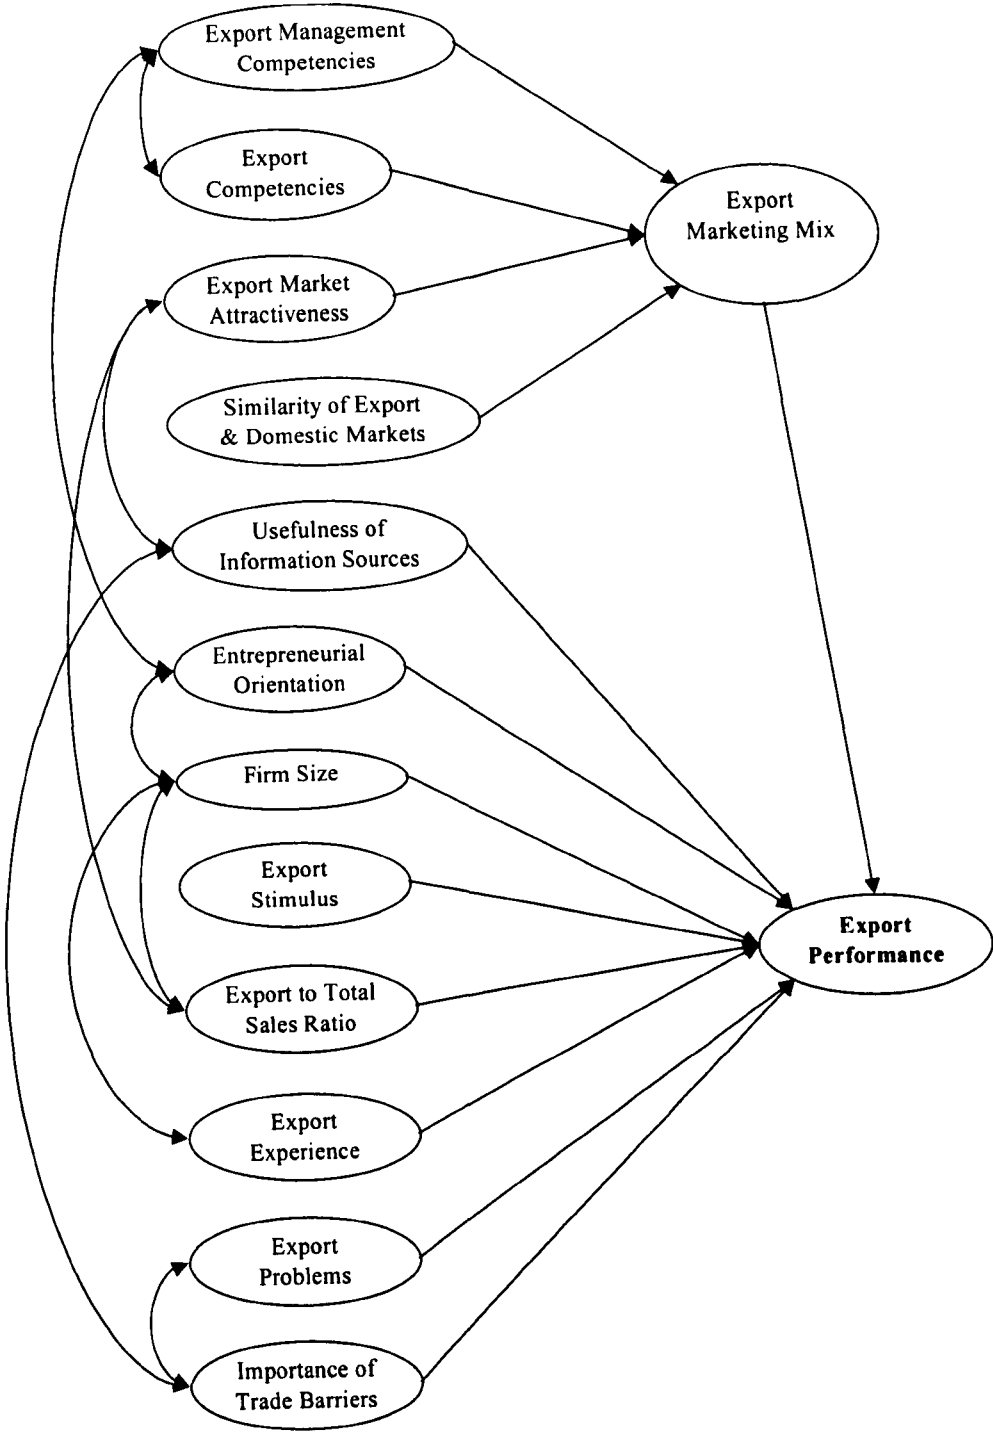 Export Management
Competencies
Export
Competencies
Export
Marketing Mix
Export Market
Attractiveness
Similarity of Export
& Domestic Markets
Usefulness of
Information Sources
Entrepreneurial
Orientation
Firm Size
Export
Stimulus
Export
Performance
Export to Total
Sales Ratio
Export
Experience
Export
Problems
Importance of
Trade Barriers